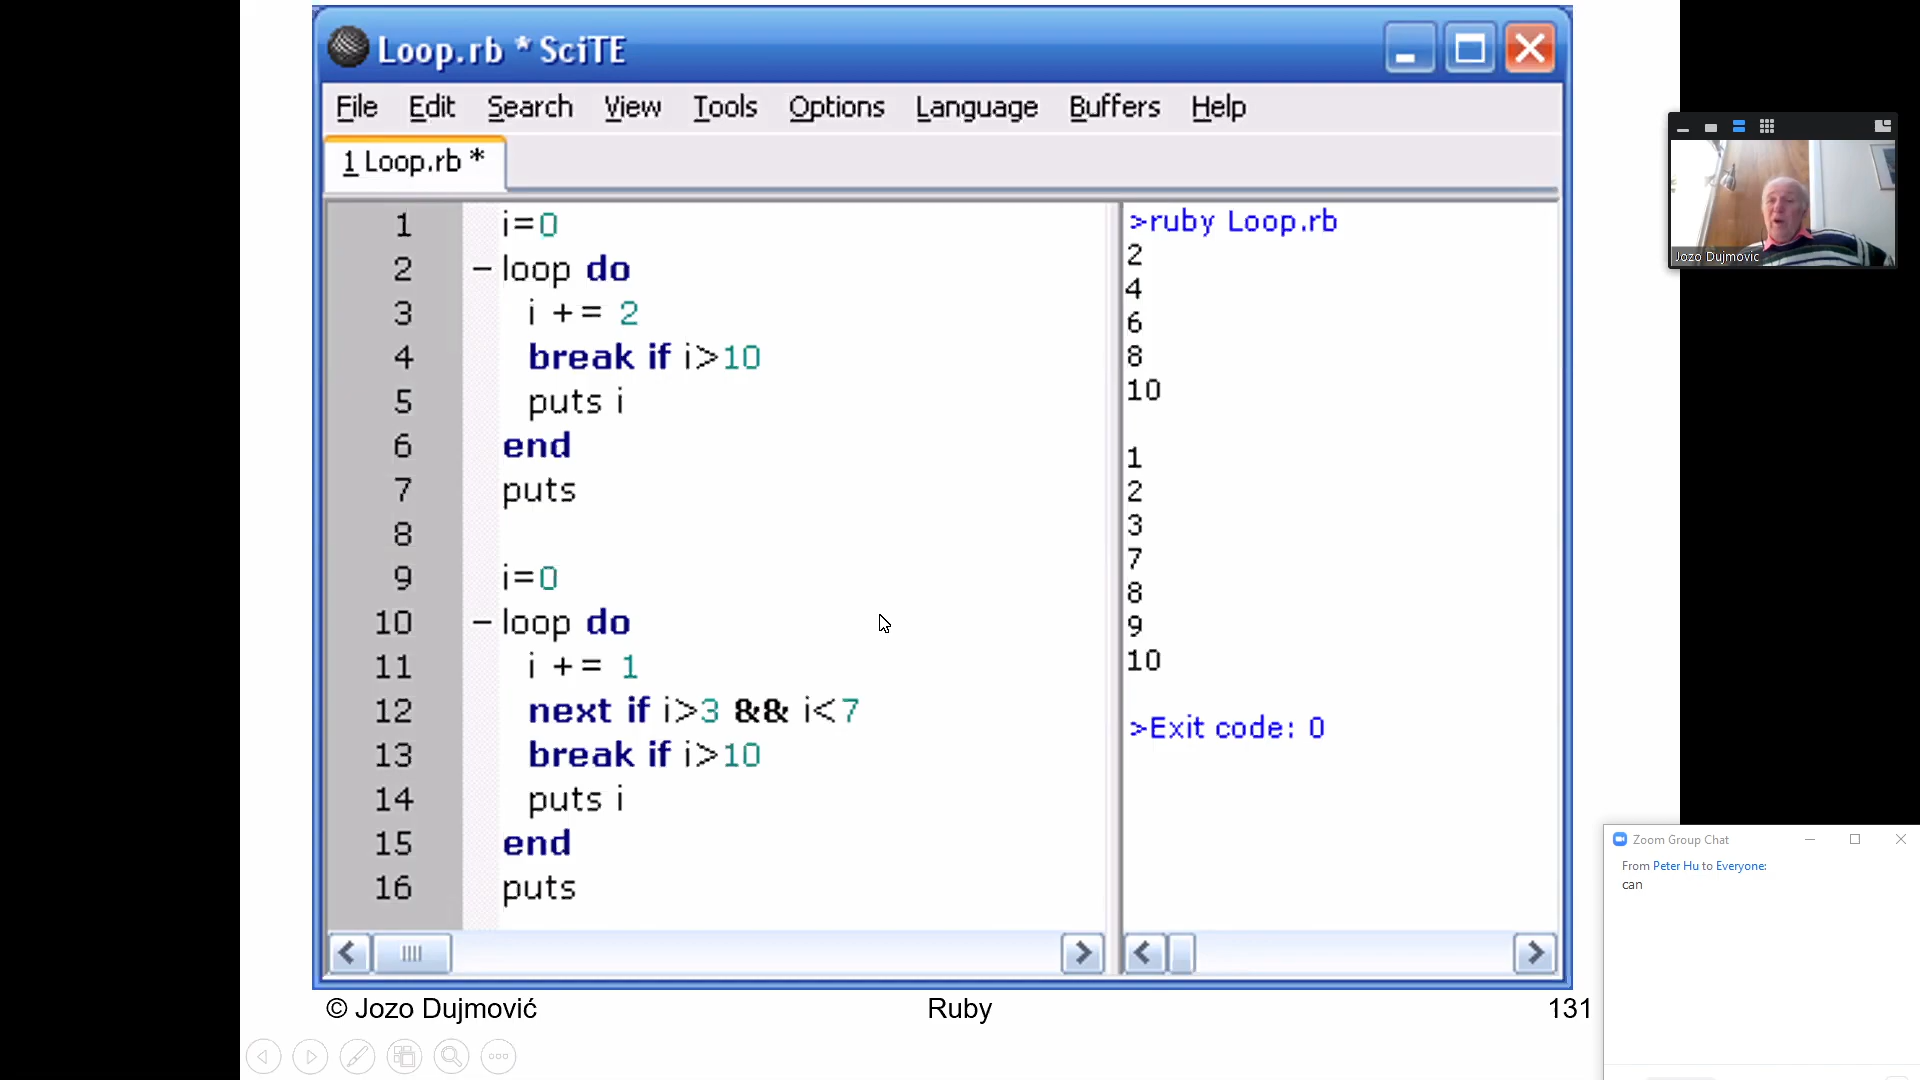 Loop.rb * SciTE
File Edit Search View Tools Options Language Buffers Help
1 Loop.rb *
1 i=0
2 loop do
3 i += 2
4 break if i>10
5 puts i
6 end
7 puts
8
9 i=0
10 loop do
11 i += 1
12 next if i>3 && i<7
13 break if i>10
14 puts i
15 end
16 puts
>ruby Loop.rb
2
4
6
8
10
1
2
3
7
8
9
10
>Exit code: 0
© Jozo Dujmović
Ruby
131
Jozo Dujmovic
Zoom Group Chat
From Peter Hu to Everyone:
can